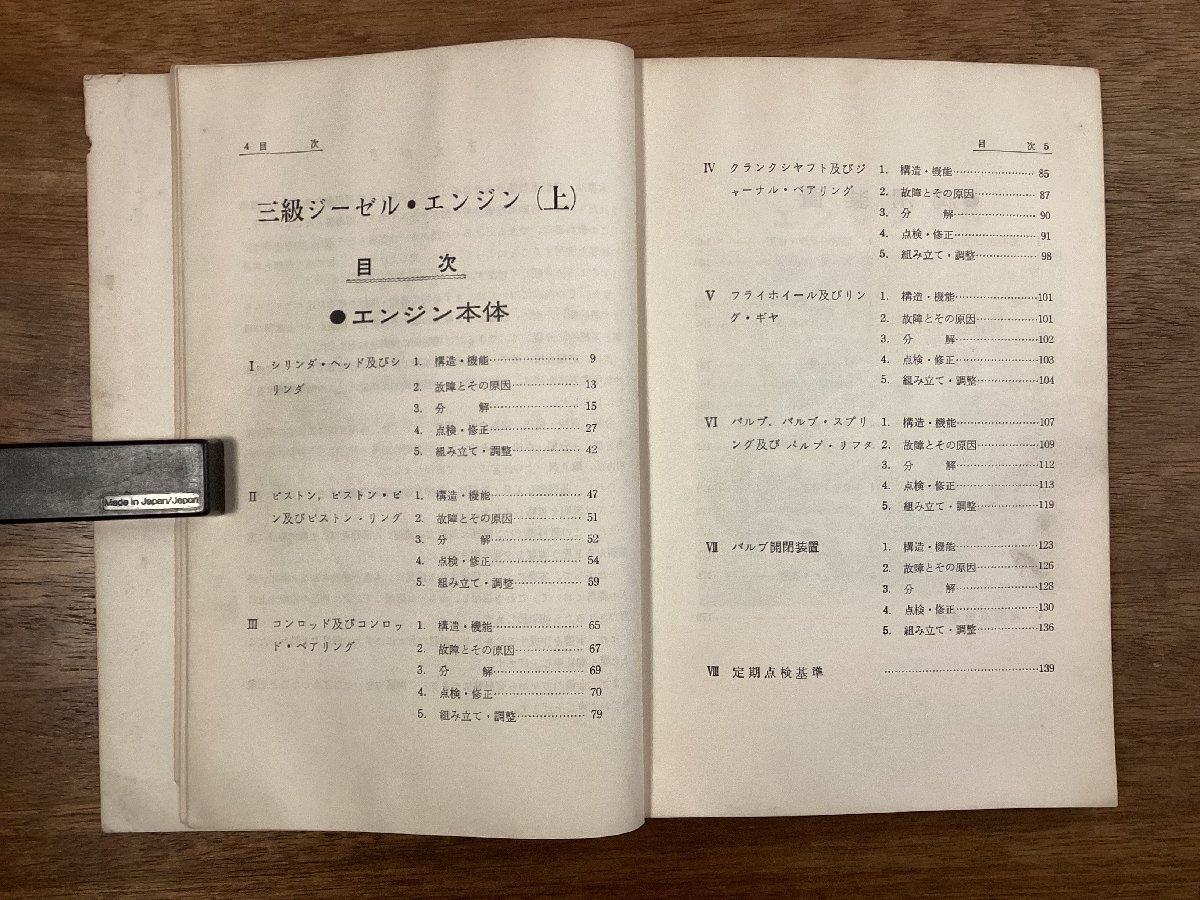 4 目 次
三級ジーゼル・エンジン(上)
目 次
●エンジン本体
Ⅰ シリンダ・ヘッド及びシ 1. 構造・機能 9
リンダ 2. 故障とその原因 13
3. 分 解 15
4. 点検・修正 27
5. 組み立て・調整 42
Ⅱ ピストン,ピストン・ピ 1. 構造・機能 47
ン及びピストン・リング 2. 故障とその原因 51
3. 分 解 52
4. 点検・修正 54
5. 組み立て・調整 59
Ⅲ コンロッド及びコンロッ 1. 構造・機能 65
ド・ベアリング 2. 故障とその原因 67
3. 分 解 69
4. 点検・修正 70
5. 組み立て・調整 79
Made in Japan/Japon
目 次 5
Ⅳ クランクシヤフト及びジ 1. 構造・機能 85
ャーナル・ベアリング 2. 故障とその原因 87
3. 分 解 90
4. 点検・修正 91
5. 組み立て・調整 98
Ⅴ フライホイール及びリン 1. 構造・機能 101
グ・ギヤ 2. 故障とその原因 101
3. 分 解 102
4. 点検・修正 103
5. 組み立て・調整 104
Ⅵ バルブ,バルブ・スプリ 1. 構造・機能 107
ング及び バルブ・リフタ 2. 故障とその原因 109
3. 分 解 112
4. 点検・修正 113
5. 組み立て・調整 119
Ⅶ バルブ開閉装置 1. 構造・機能 123
2. 故障とその原因 126
3. 分 解 128
4. 点検・修正 130
5. 組み立て・調整 136
Ⅷ 定期点検基準 139